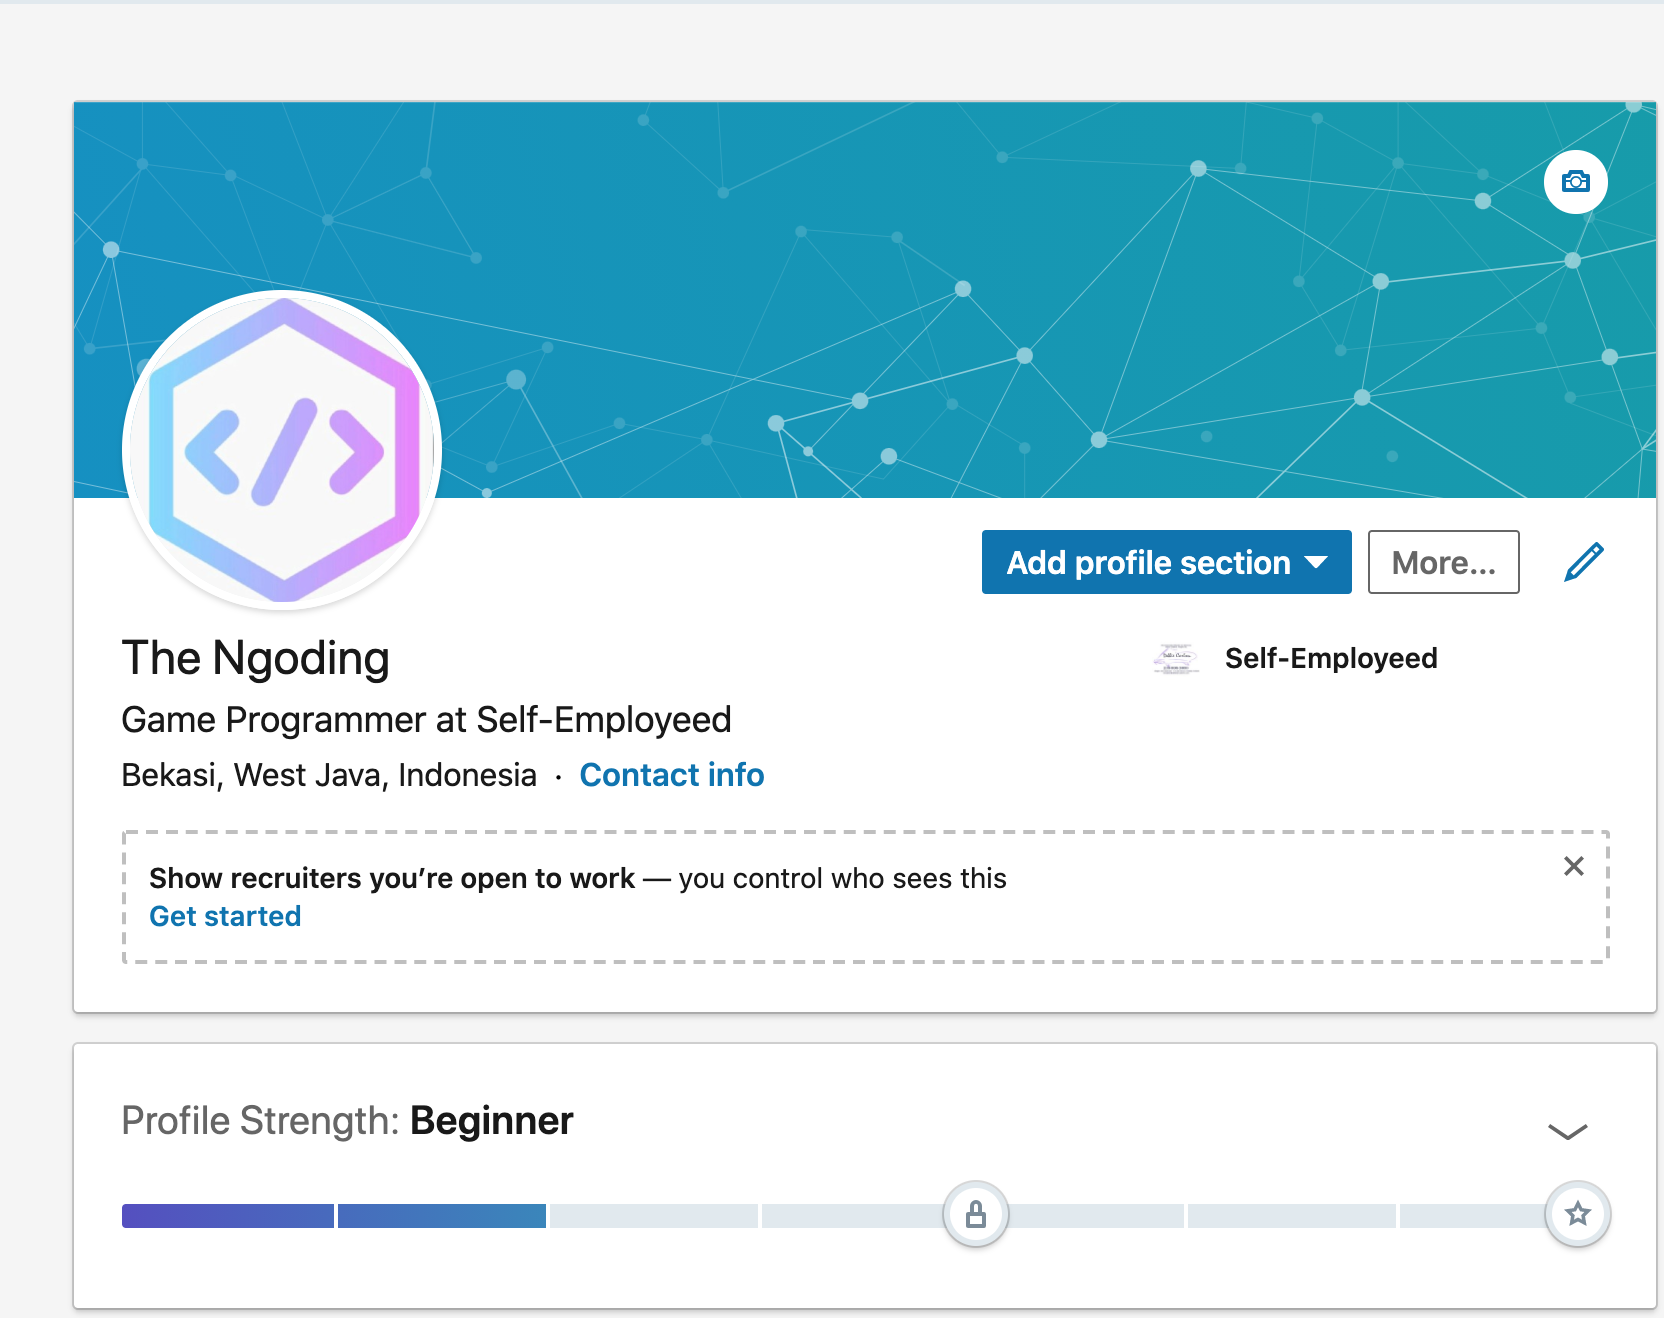 Add profile section
More...
The Ngoding
Self-Employeed
Game Programmer at Self-Employeed
Bekasi, West Java, Indonesia · Contact info
Show recruiters you’re open to work — you control who sees this
Get started
Profile Strength: Beginner